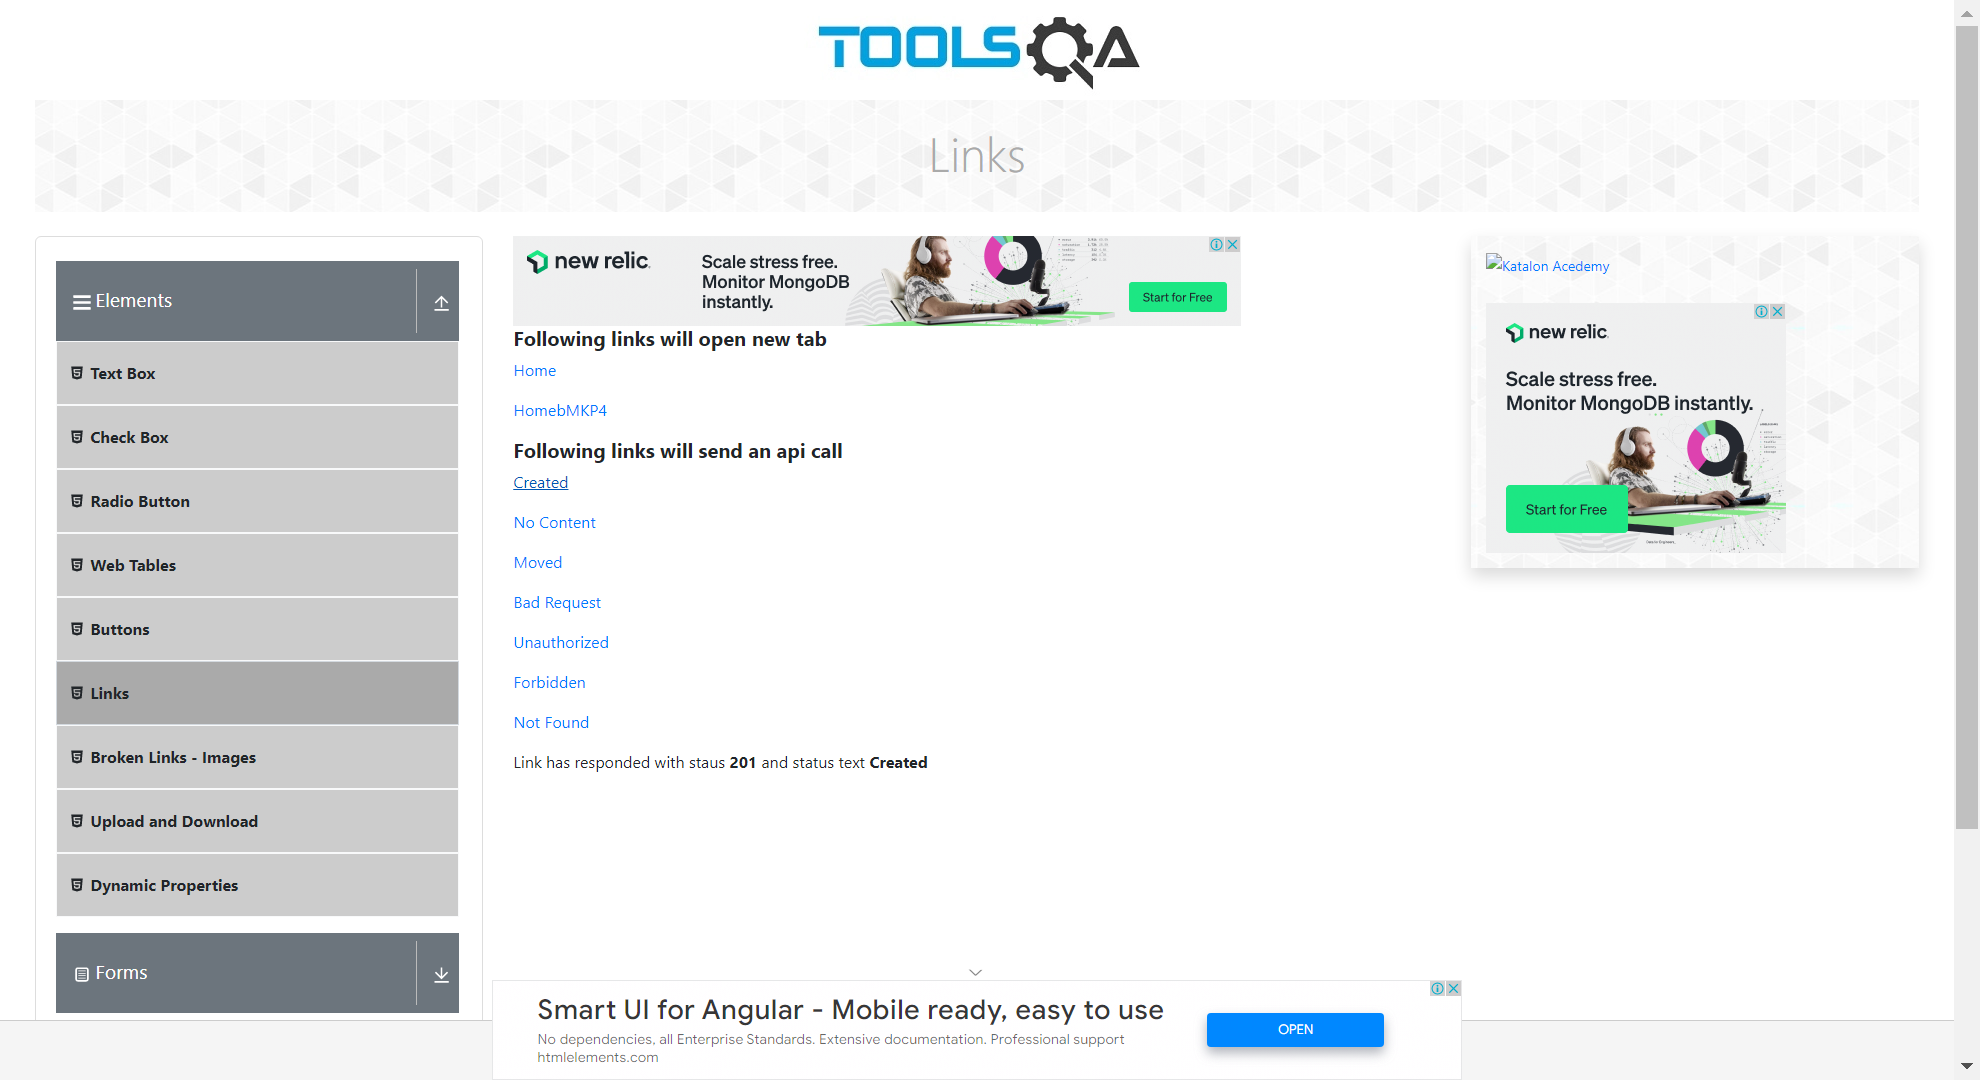 TOOLSQA
Links
Elements
Text Box
Check Box
Radio Button
Web Tables
Buttons
Links
Broken Links - Images
Upload and Download
Dynamic Properties
Forms
new relic.
Scale stress free.
Monitor MongoDB
instantly.
Start for Free
Following links will open new tab
Home
HomebMKP4
Following links will send an api call
Created
No Content
Moved
Bad Request
Unauthorized
Forbidden
Not Found
Link has responded with staus 201 and status text Created
Katalon Acedemy
new relic.
Scale stress free.
Monitor MongoDB instantly.
Start for Free
Smart UI for Angular - Mobile ready, easy to use
No dependencies, all Enterprise Standards. Extensive documentation. Professional support
htmlelements.com
OPEN